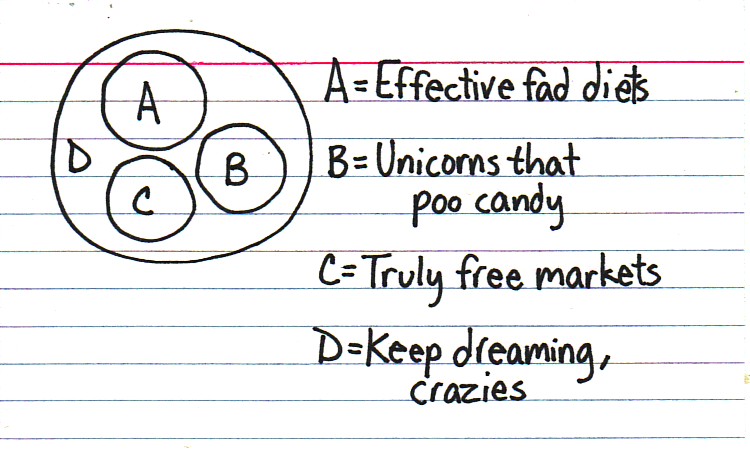 A
D
B
C
A=Effective fad diets
B=Unicorns that
poo candy
C=Truly free markets
D=Keep dreaming,
crazies